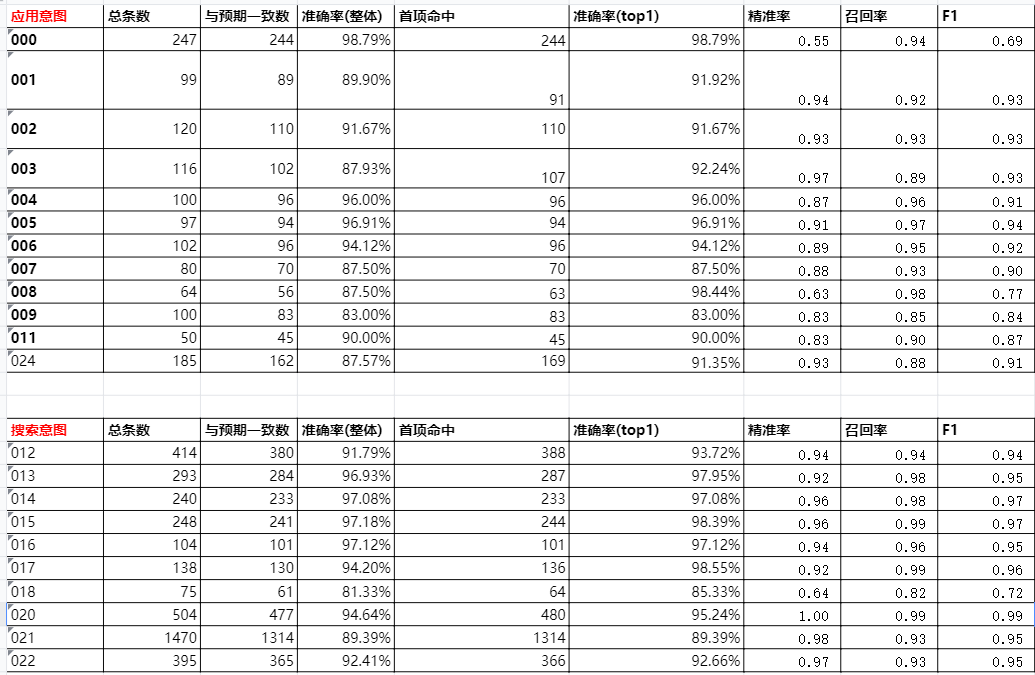 应用意图 总条数 与预期一致数 准确率(整体) 首项命中 准确率(top1) 精准率 召回率 F1
000 247 244 98.79% 244 98.79% 0.55 0.94 0.69
001 99 89 89.90% 91 91.92% 0.94 0.92 0.93
002 120 110 91.67% 110 91.67% 0.93 0.93 0.93
003 116 102 87.93% 107 92.24% 0.97 0.89 0.93
004 100 96 96.00% 96 96.00% 0.87 0.96 0.91
005 97 94 96.91% 94 96.91% 0.91 0.97 0.94
006 102 96 94.12% 96 94.12% 0.89 0.95 0.92
007 80 70 87.50% 70 87.50% 0.88 0.93 0.90
008 64 56 87.50% 63 98.44% 0.63 0.98 0.77
009 100 83 83.00% 83 83.00% 0.83 0.85 0.84
011 50 45 90.00% 45 90.00% 0.83 0.90 0.87
024 185 162 87.57% 169 91.35% 0.93 0.88 0.91
搜索意图 总条数 与预期一致数 准确率(整体) 首项命中 准确率(top1) 精准率 召回率 F1
012 414 380 91.79% 388 93.72% 0.94 0.94 0.94
013 293 284 96.93% 287 97.95% 0.92 0.98 0.95
014 240 233 97.08% 233 97.08% 0.96 0.98 0.97
015 248 241 97.18% 244 98.39% 0.96 0.99 0.97
016 104 101 97.12% 101 97.12% 0.94 0.96 0.95
017 138 130 94.20% 136 98.55% 0.92 0.99 0.96
018 75 61 81.33% 64 85.33% 0.64 0.82 0.72
020 504 477 94.64% 480 95.24% 1.00 0.99 0.99
021 1470 1314 89.39% 1314 89.39% 0.98 0.93 0.95
022 395 365 92.41% 366 92.66% 0.97 0.93 0.95